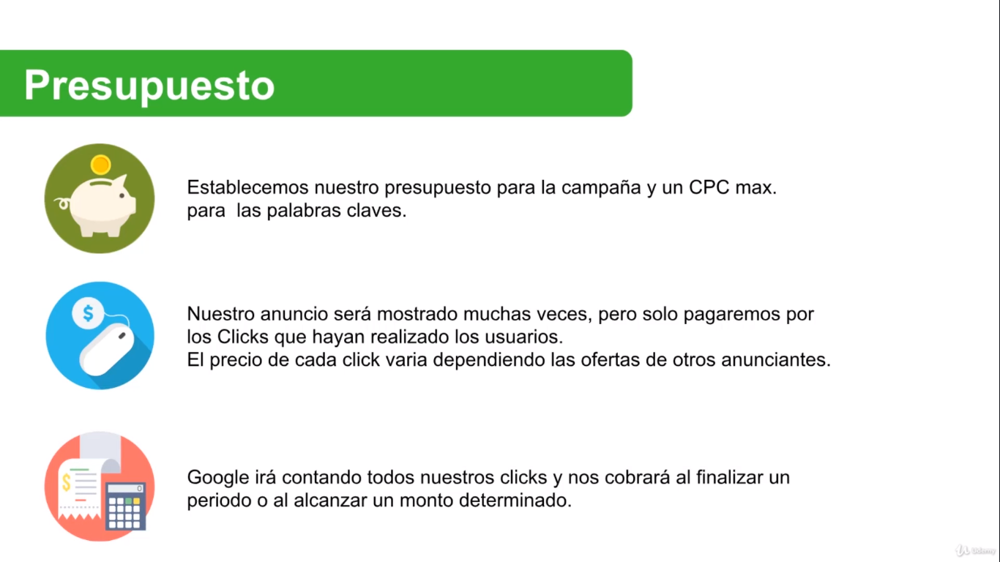 Presupuesto
Establecemos nuestro presupuesto para la campaña y un CPC max.
para  las palabras claves.
$
Nuestro anuncio será mostrado muchas veces, pero solo pagaremos por
los Clicks que hayan realizado los usuarios.
El precio de cada click varia dependiendo las ofertas de otros anunciantes.
$
0
Google irá contando todos nuestros clicks y nos cobrará al finalizar un
periodo o al alcanzar un monto determinado.
Udemy